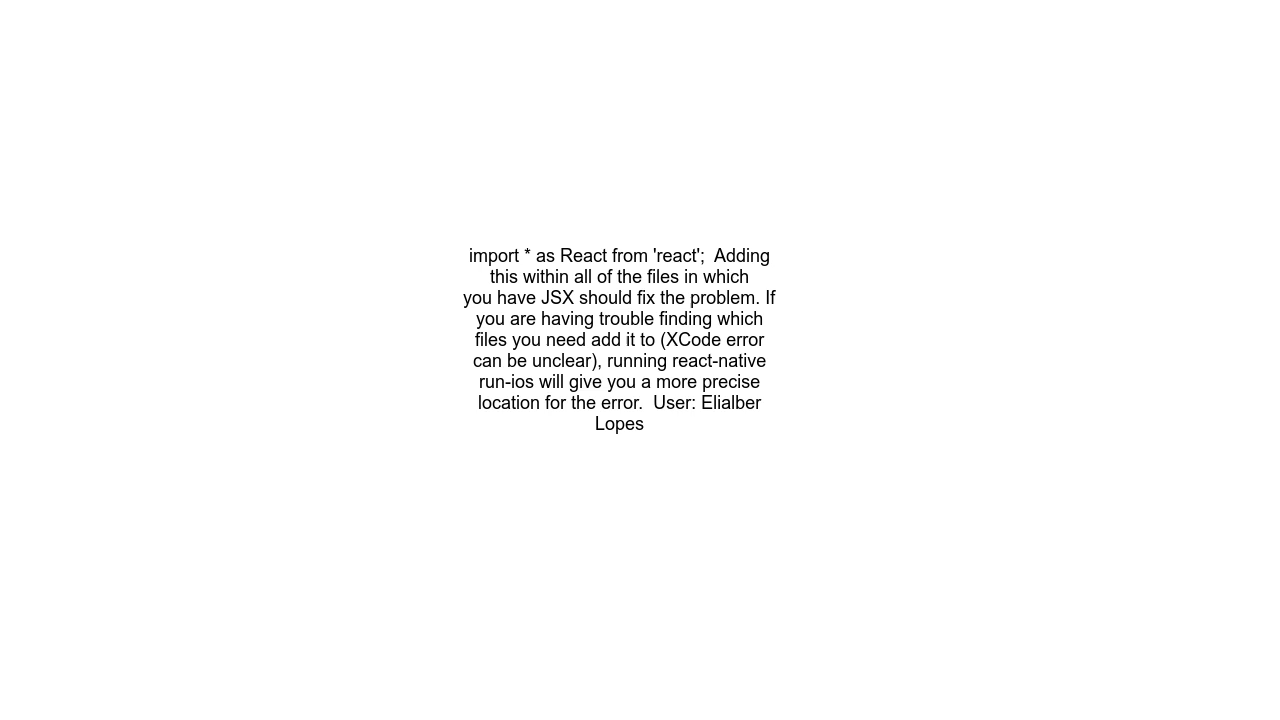 import * as React from 'react';  Adding
this within all of the files in which
you have JSX should fix the problem. If
you are having trouble finding which
files you need add it to (XCode error
can be unclear), running react-native
run-ios will give you a more precise
location for the error.  User: Elialber
Lopes